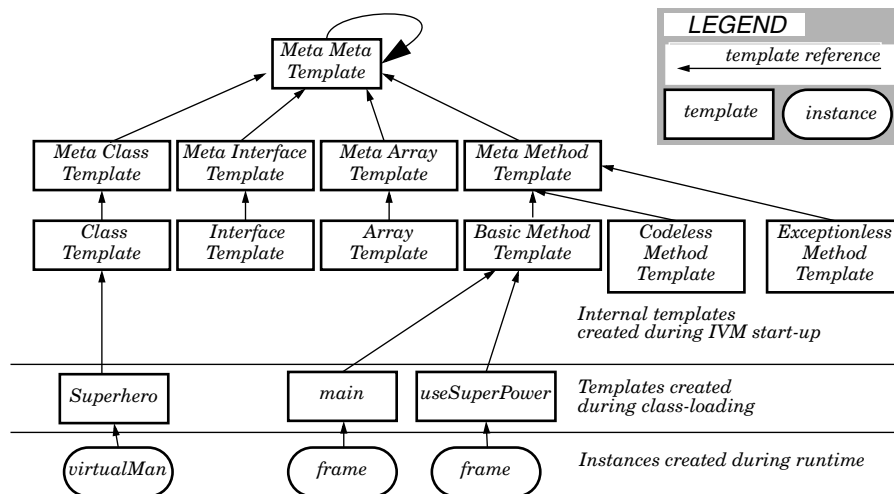 LEGEND
template reference
template
instance
Meta Meta
Template
Meta Class
Template
Meta Interface
Template
Meta Array
Template
Meta Method
Template
Class
Template
Interface
Template
Array
Template
Basic Method
Template
Codeless
Method
Template
Exceptionless
Method
Template
Internal templates
created during IVM start-up
Superhero
main
useSuperPower
Templates created
during class-loading
virtualMan
frame
frame
Instances created during runtime